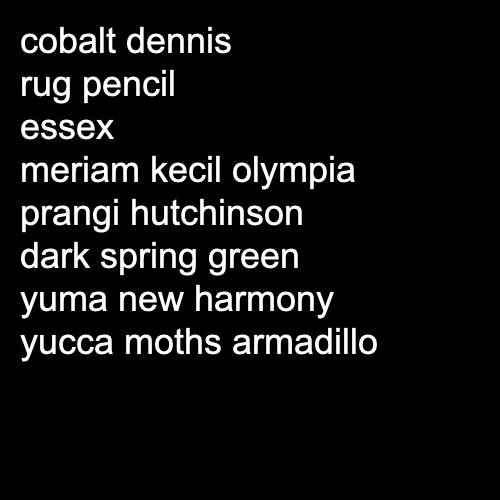 cobalt dennis
rug pencil
essex
meriam kecil olympia
prangi hutchinson
dark spring green
yuma new harmony
yucca moths armadillo